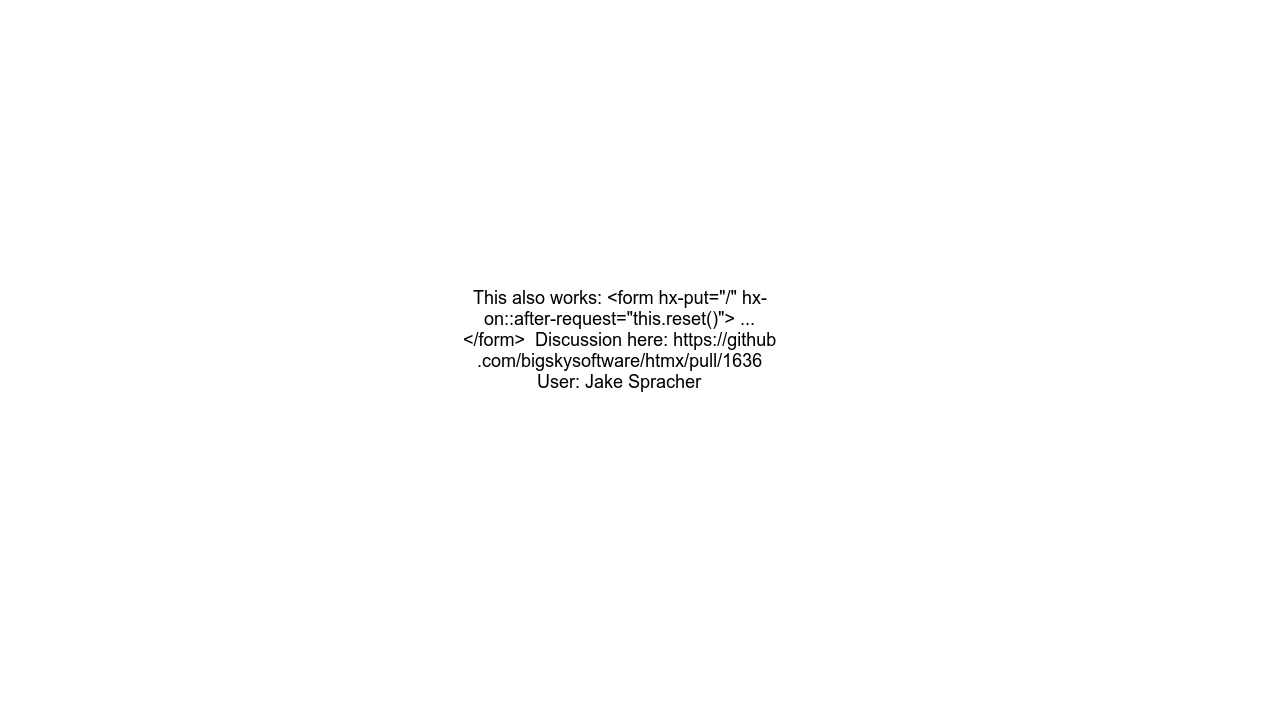 This also works: <form hx-put="/" hx-
on::after-request="this.reset()"> ...
</form>  Discussion here: https://github
.com/bigskysoftware/htmx/pull/1636
User: Jake Spracher